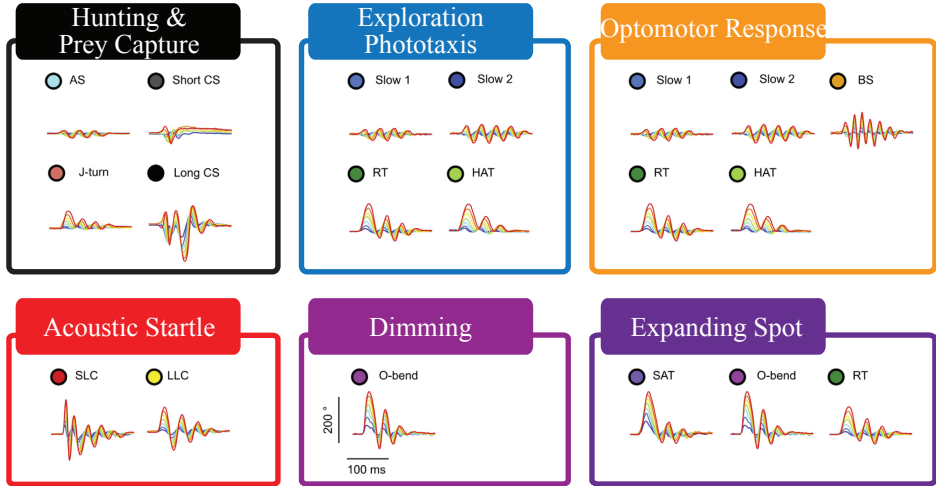 Hunting &
Prey Capture
AS
Short CS
J-turn
Long CS
Exploration
Phototaxis
Slow 1
Slow 2
RT
HAT
Optomotor Response
Slow 1
Slow 2
BS
RT
HAT
Acoustic Startle
SLC
LLC
Dimming
O-bend
200 °
100 ms
Expanding Spot
SAT
O-bend
RT